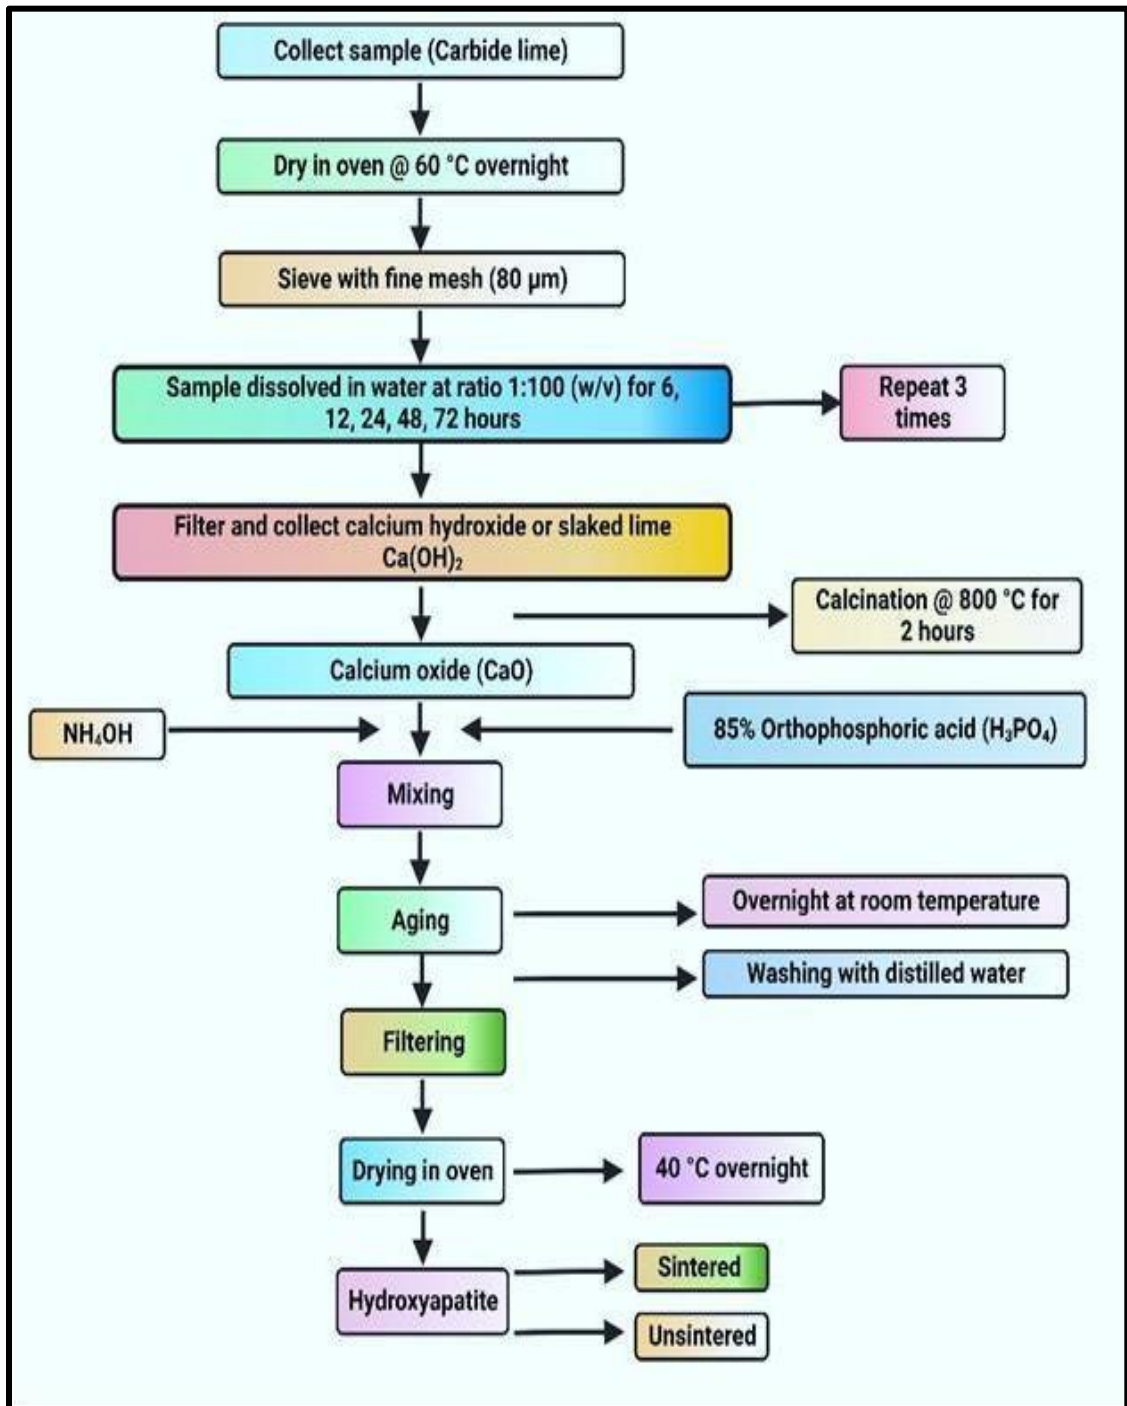 Collect sample (Carbide lime)
Dry in oven @ 60 °C overnight
Sieve with fine mesh (80 µm)
Sample dissolved in water at ratio 1:100 (w/v) for 6,
12, 24, 48, 72 hours
Repeat 3
times
Filter and collect calcium hydroxide or slaked lime
Ca(OH)₂
Calcination @ 800 °C for
2 hours
Calcium oxide (CaO)
NH₄OH
85% Orthophosphoric acid (H₃PO₄)
Mixing
Aging
Overnight at room temperature
Washing with distilled water
Filtering
Drying in oven
40 °C overnight
Hydroxyapatite
Sintered
Unsintered